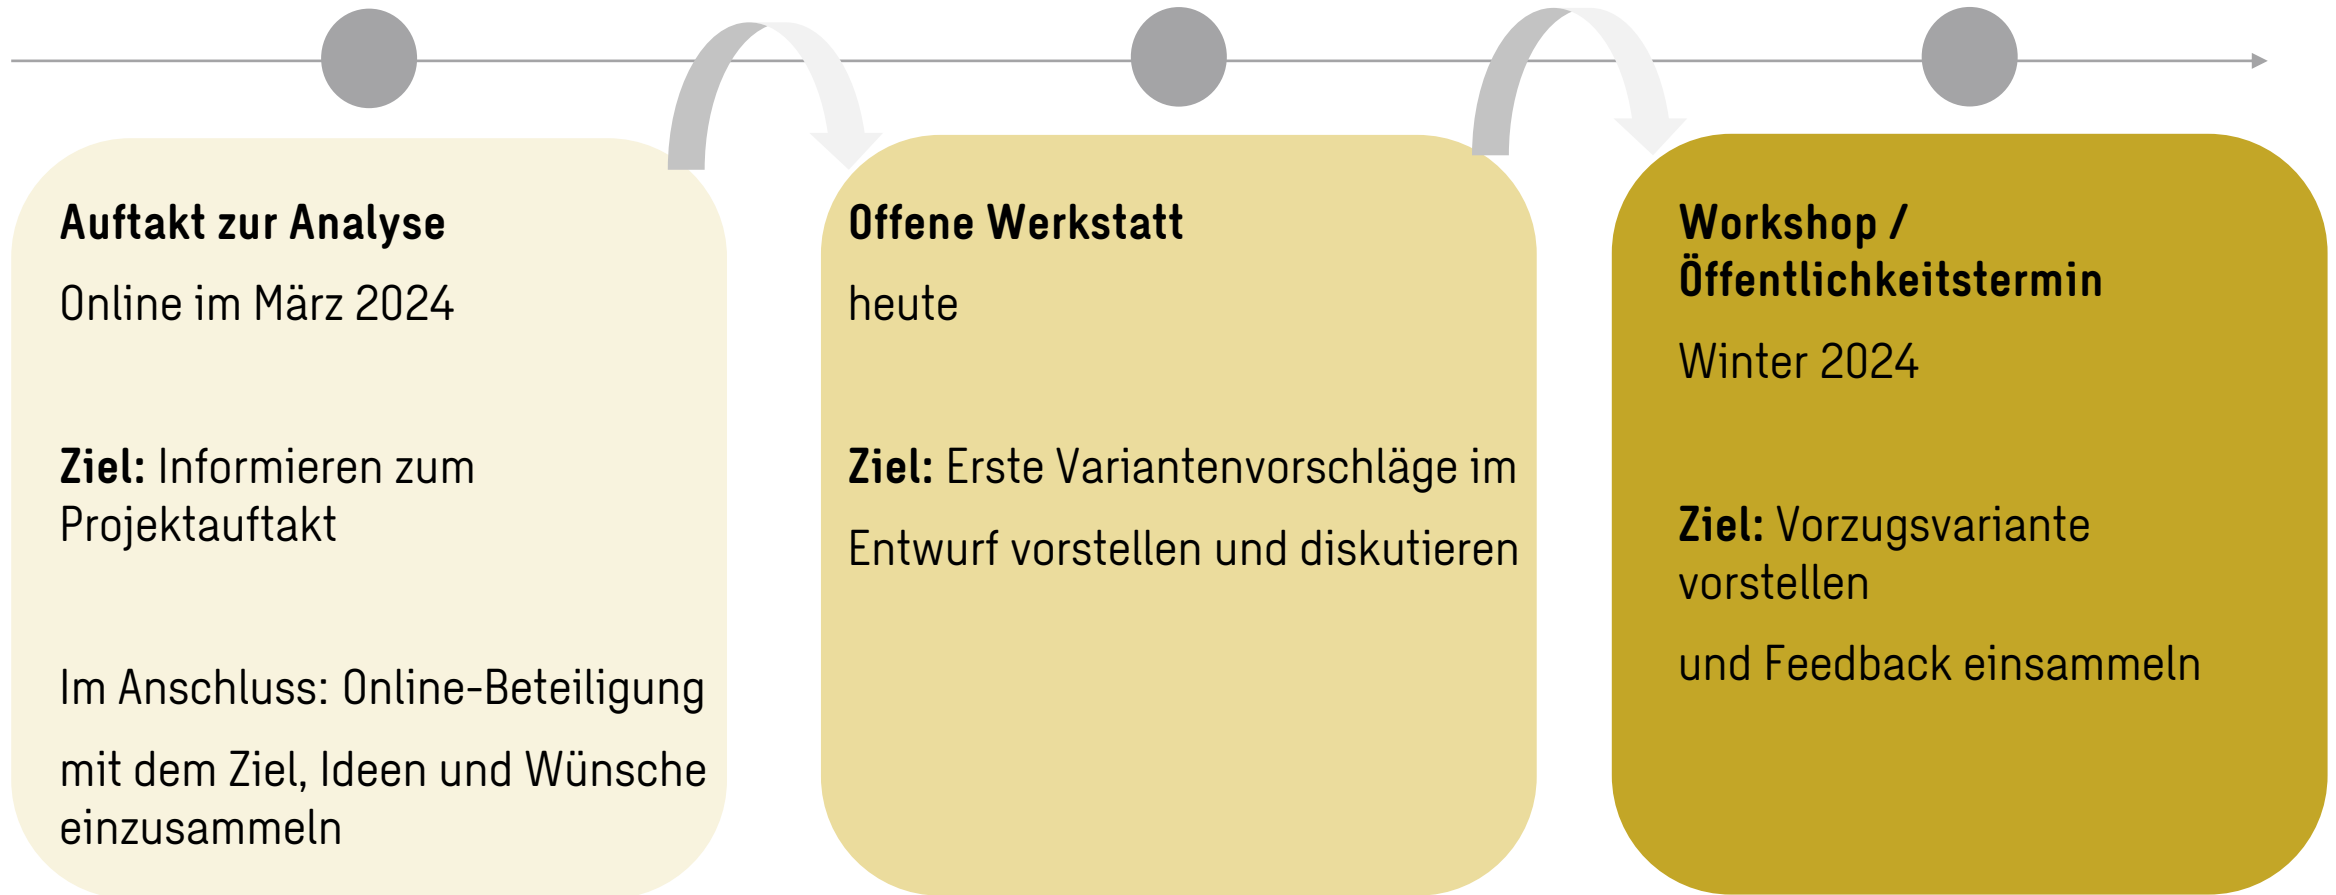 Auftakt zur Analyse
Online im März 2024
Ziel: Informieren zum
Projektauftakt
Im Anschluss: Online-Beteiligung
mit dem Ziel, Ideen und Wünsche
einzusammeln
Offene Werkstatt
heute
Ziel: Erste Variantenvorschläge im
Entwurf vorstellen und diskutieren
Workshop /
Öffentlichkeitstermin
Winter 2024
Ziel: Vorzugsvariante
vorstellen
und Feedback einsammeln